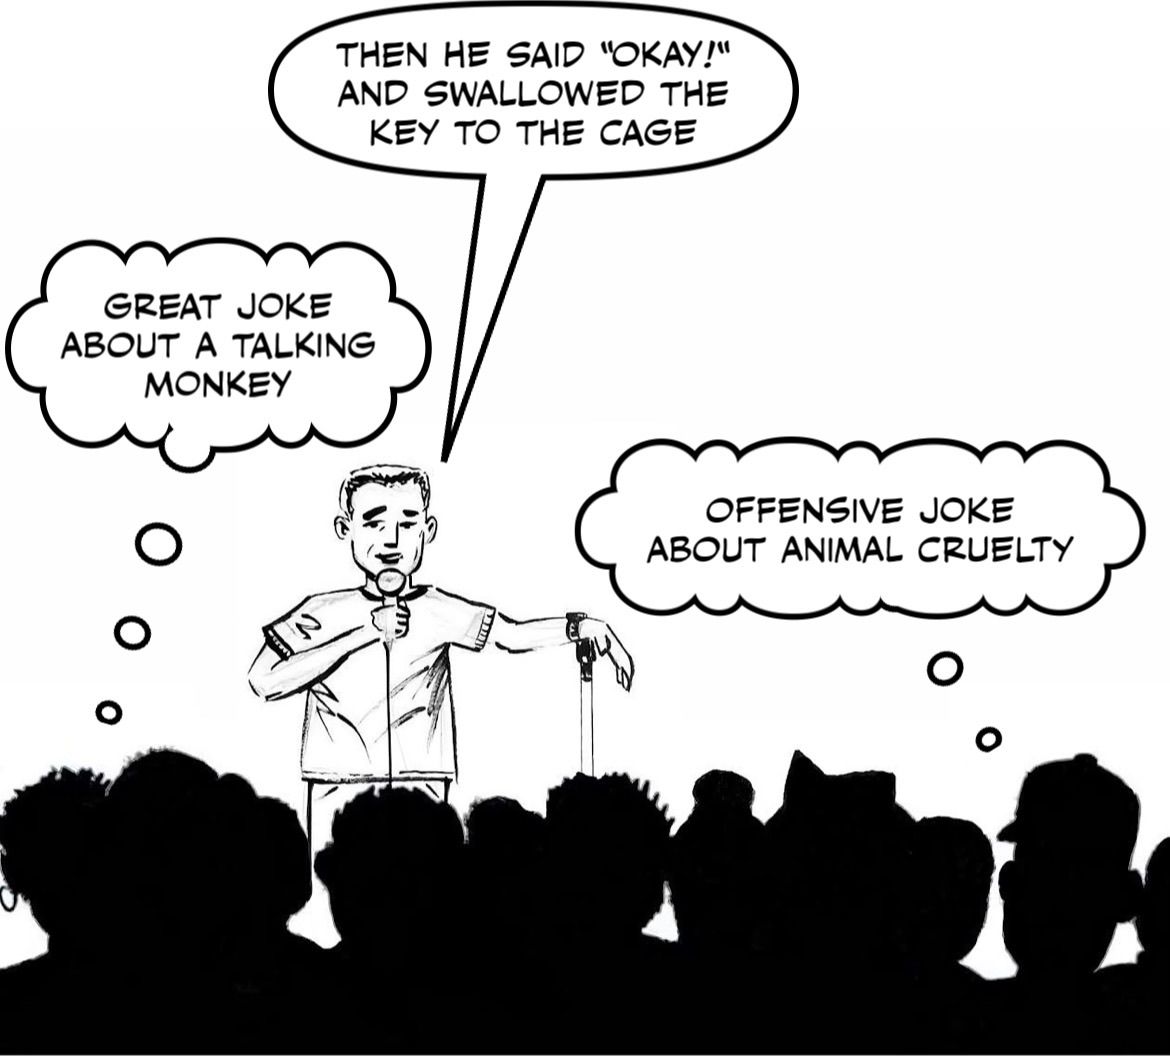 THEN HE SAID "OKAY!"
AND SWALLOWED THE
KEY TO THE CAGE
GREAT JOKE
ABOUT A TALKING
MONKEY
OFFENSIVE JOKE
ABOUT ANIMAL CRUELTY
2